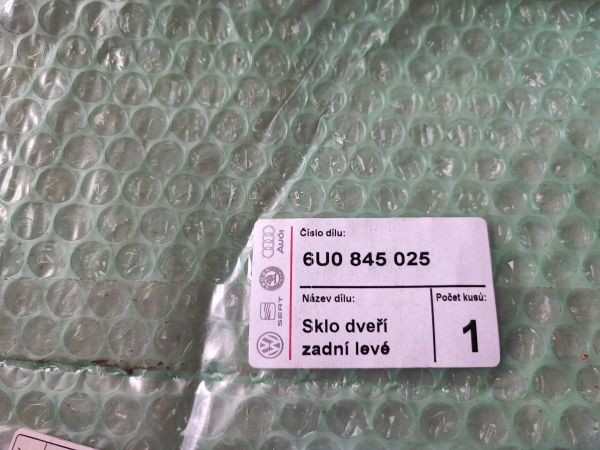 Číslo dílu:
6U0 845 025
Název dílu:
Počet kusů:
Sklo dveří
zadní levé
1
Audi
SEAT